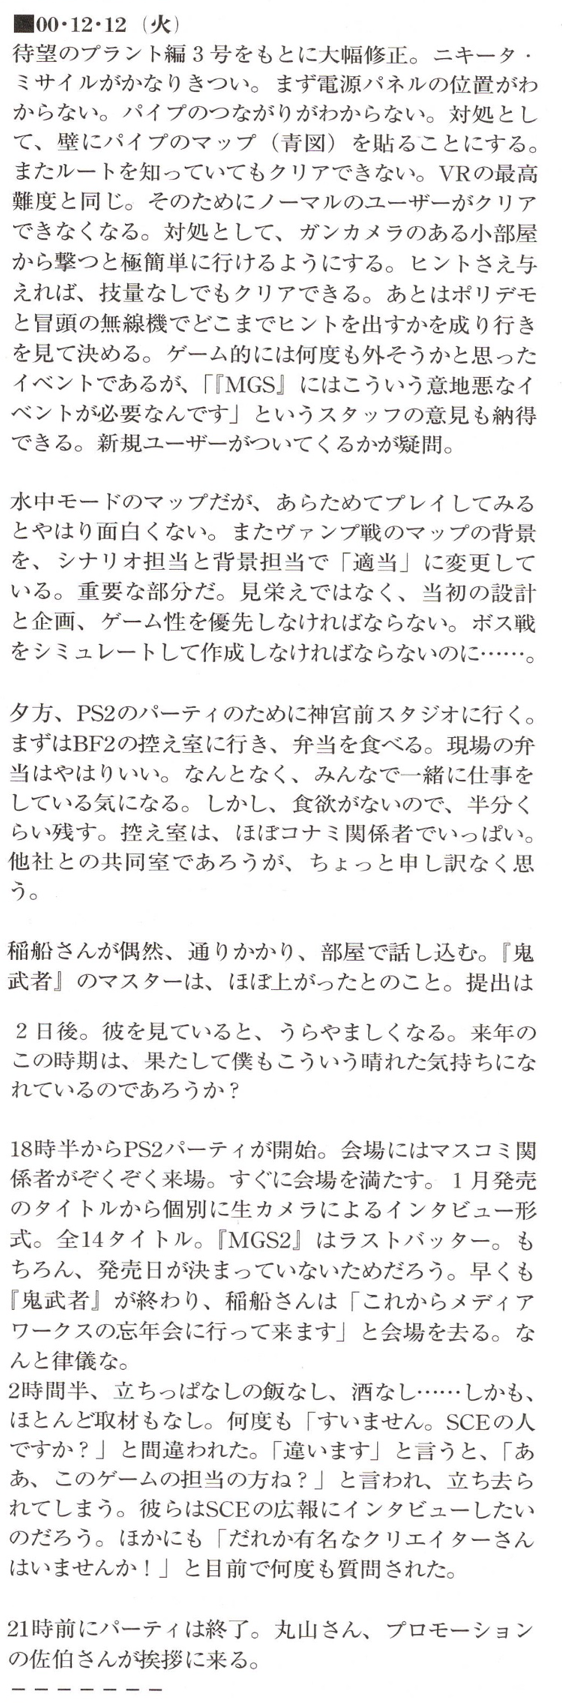 ■00・12・12（火）
待望のプラント編３号をもとに大幅修正。ニキータ・
ミサイルがかなりきつい。まず電源パネルの位置がわ
からない。パイプのつながりがわからない。対処とし
て、壁にパイプのマップ（青図）を貼ることにする。
またルートを知っていてもクリアできない。VRの最高
難度と同じ。そのためにノーマルのユーザーがクリア
できなくなる。対処として、ガンカメラのある小部屋
から撃つと極簡単に行けるようにする。ヒントさえ与
えれば、技量なしでもクリアできる。あとはポリデモ
と冒頭の無線機でどこまでヒントを出すかを成り行き
を見て決める。ゲーム的には何度も外そうかと思った
イベントであるが、「『MGS』にはこういう意地悪なイ
ベントが必要なんです」というスタッフの意見も納得
できる。新規ユーザーがついてくるかが疑問。
水中モードのマップだが、あらためてプレイしてみる
とやはり面白くない。またヴァンプ戦のマップの背景
を、シナリオ担当と背景担当で「適当」に変更して
いる。重要な部分だ。見栄えではなく、当初の設計
と企画、ゲーム性を優先しなければならない。ボス戦
をシミュレートして作成しなければならないのに……。
夕方、PS2のパーティのために神宮前スタジオに行く。
まずはBF2の控え室に行き、弁当を食べる。現場の弁
当はやはりいい。なんとなく、みんなで一緒に仕事を
している気になる。しかし、食欲がないので、半分く
らい残す。控え室は、ほぼコナミ関係者でいっぱい。
他社との共同室であろうが、ちょっと申し訳なく思
う。
稲船さんが偶然、通りかかり、部屋で話し込む。『鬼
武者』のマスターは、ほぼ上がったとのこと。提出は
２日後。彼を見ていると、うらやましくなる。来年の
この時期は、果たして僕もこういう晴れた気持ちにな
れているのであろうか？
18時半からPS2パーティが開始。会場にはマスコミ関
係者がぞくぞく来場。すぐに会場を満たす。１月発売
のタイトルから個別に生カメラによるインタビュー形
式。全14タイトル。『MGS2』はラストバッター。も
ちろん、発売日が決まっていないためだろう。早くも
『鬼武者』が終わり、稲船さんは「これからメディア
ワークスの忘年会に行って来ます」と会場を去る。な
んと律儀な。
2時間半、立ちっぱなしの飯なし、酒なし……しかも、
ほとんど取材もなし。何度も「すいません。SCEの人
ですか？」と間違われた。「違います」と言うと、「あ
あ、このゲームの担当の方ね？」と言われ、立ち去ら
れてしまう。彼らはSCEの広報にインタビューしたい
のだろう。ほかにも「だれか有名なクリエイターさん
はいませんか！」と目前で何度も質問された。
21時前にパーティは終了。丸山さん、プロモーション
の佐伯さんが挨拶に来る。
－－－－－－－